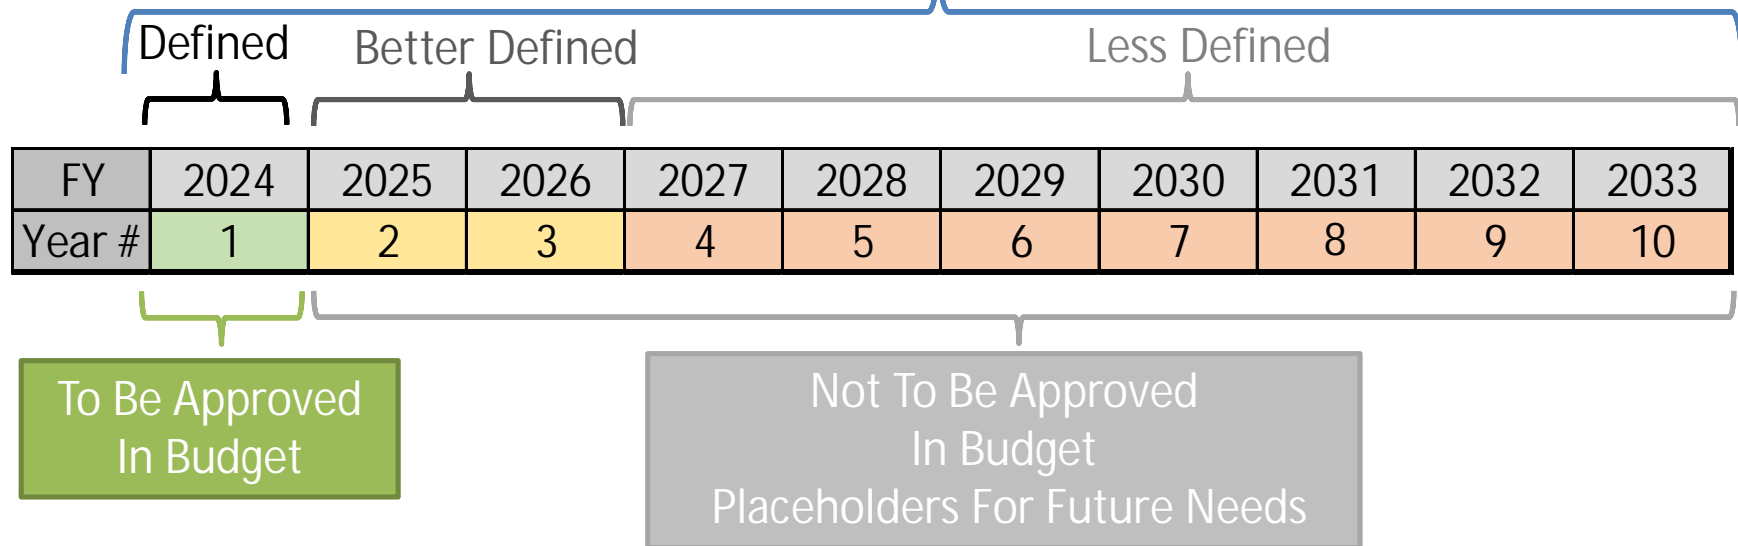 Defined Better Defined Less Defined
FY 2024 2025 2026 2027 2028 2029 2030 2031 2032 2033
Year # 1 2 3 4 5 6 7 8 9 10
To Be Approved
In Budget
Not To Be Approved
In Budget
Placeholders For Future Needs